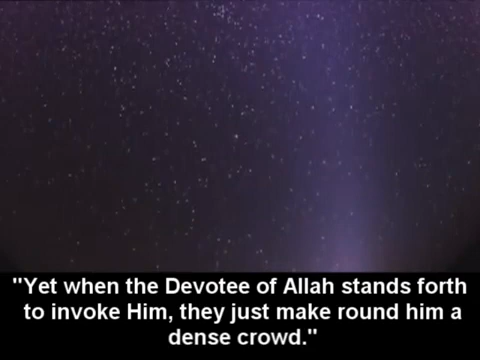 "Yet when the Devotee of Allah stands forth
to invoke Him, they just make round him a
dense crowd."